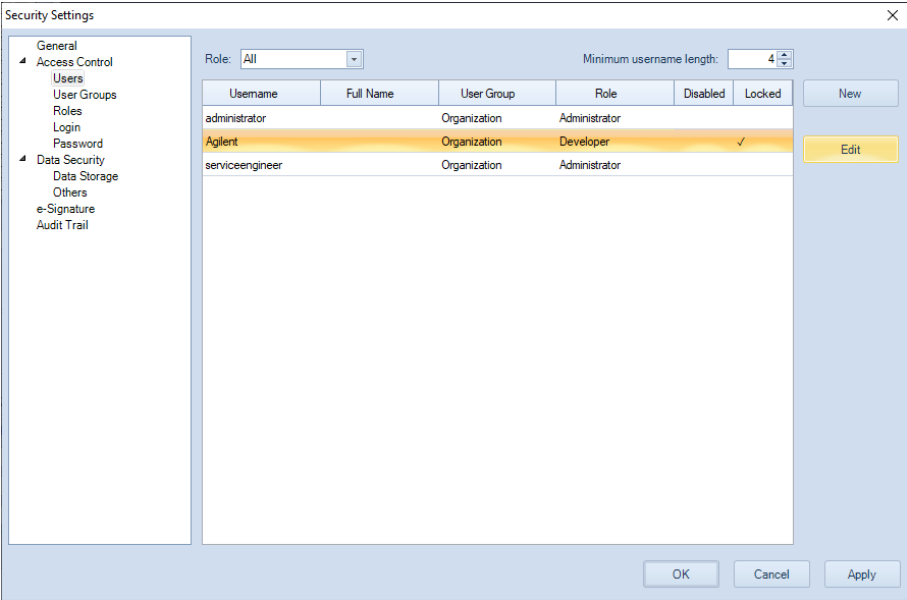 Security Settings
General
Access Control
Users
User Groups
Roles
Login
Password
Data Security
Data Storage
Others
e-Signature
Audit Trail
Role: All
Minimum username length: 4
Username Full Name User Group Role Disabled Locked
administrator Organization Administrator
Agilent Organization Developer ✓
serviceengineer Organization Administrator
New
Edit
OK Cancel Apply